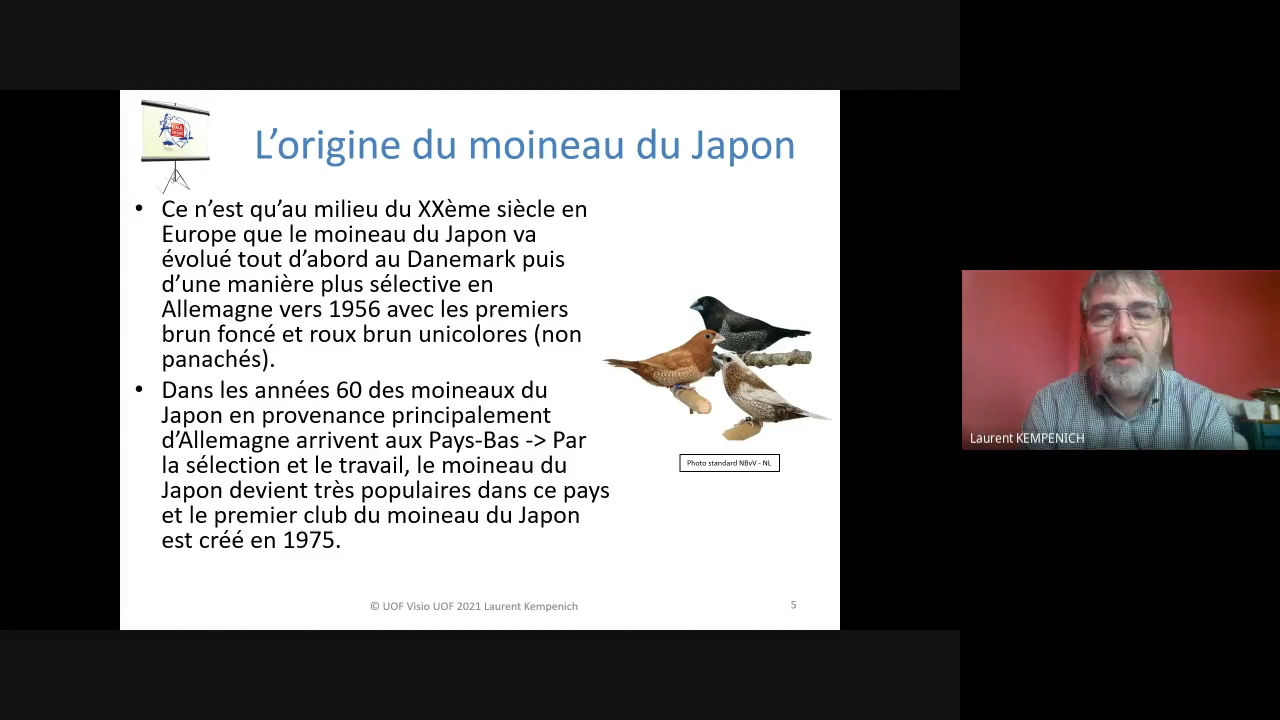 L’origine du moineau du Japon
• Ce n’est qu’au milieu du XXème siècle en
Europe que le moineau du Japon va
évolué tout d’abord au Danemark puis
d’une manière plus sélective en
Allemagne vers 1956 avec les premiers
brun foncé et roux brun unicolores (non
panachés).
• Dans les années 60 des moineaux du
Japon en provenance principalement
d’Allemagne arrivent aux Pays-Bas -> Par
la sélection et le travail, le moineau du
Japon devient très populaires dans ce pays
et le premier club du moineau du Japon
est créé en 1975.
Photo standard NBvV - NL
© UOF Visio UOF 2021 Laurent Kempenich
5
Laurent KEMPENICH